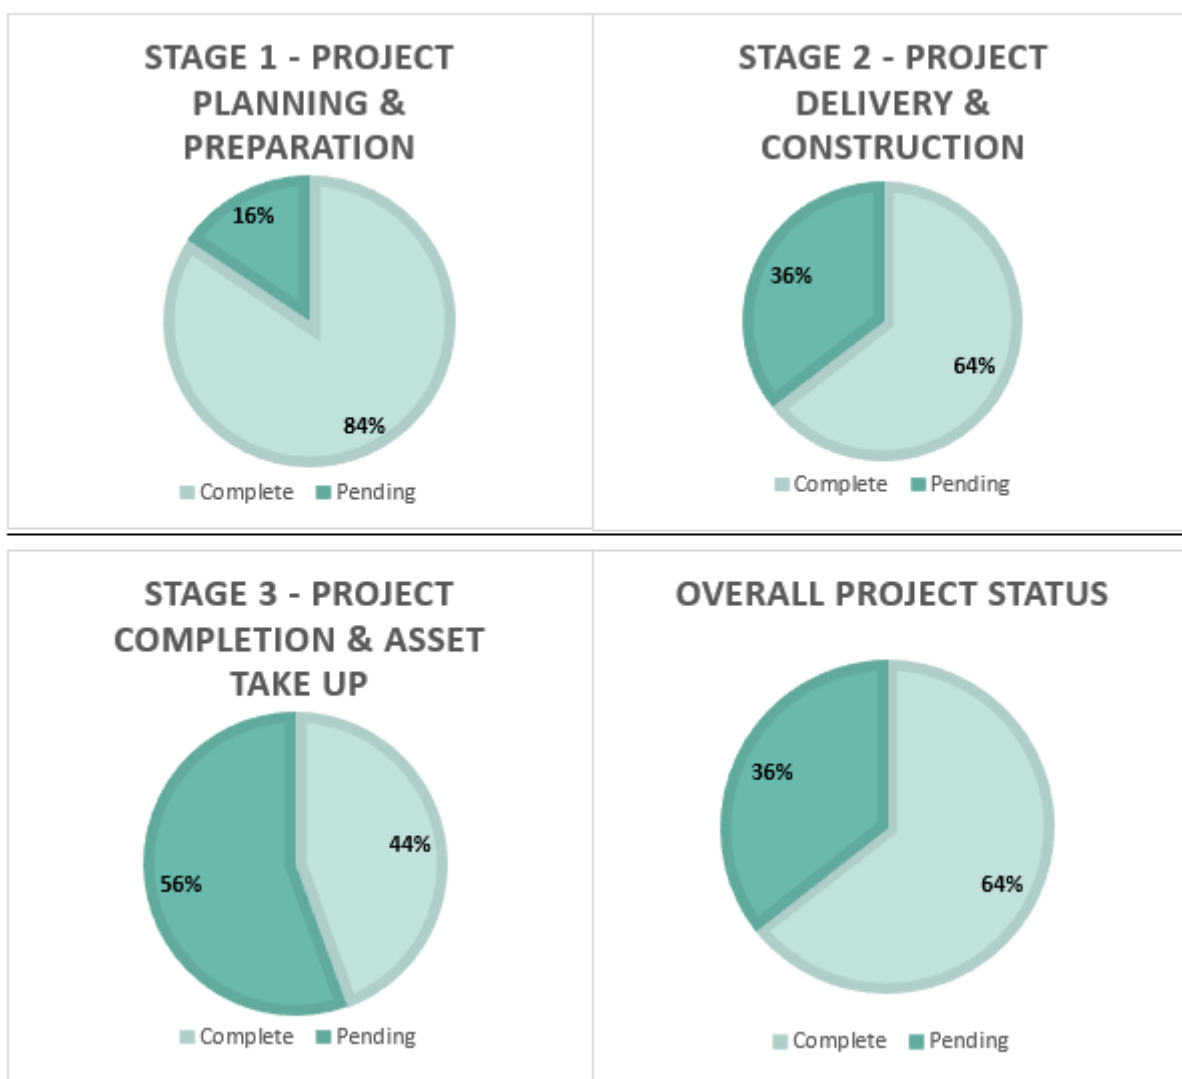 STAGE 1 - PROJECT
PLANNING &
PREPARATION
16%
84%
Complete Pending
STAGE 2 - PROJECT
DELIVERY &
CONSTRUCTION
36%
64%
Complete Pending
STAGE 3 - PROJECT
COMPLETION & ASSET
TAKE UP
44%
56%
Complete Pending
OVERALL PROJECT STATUS
36%
64%
Complete Pending